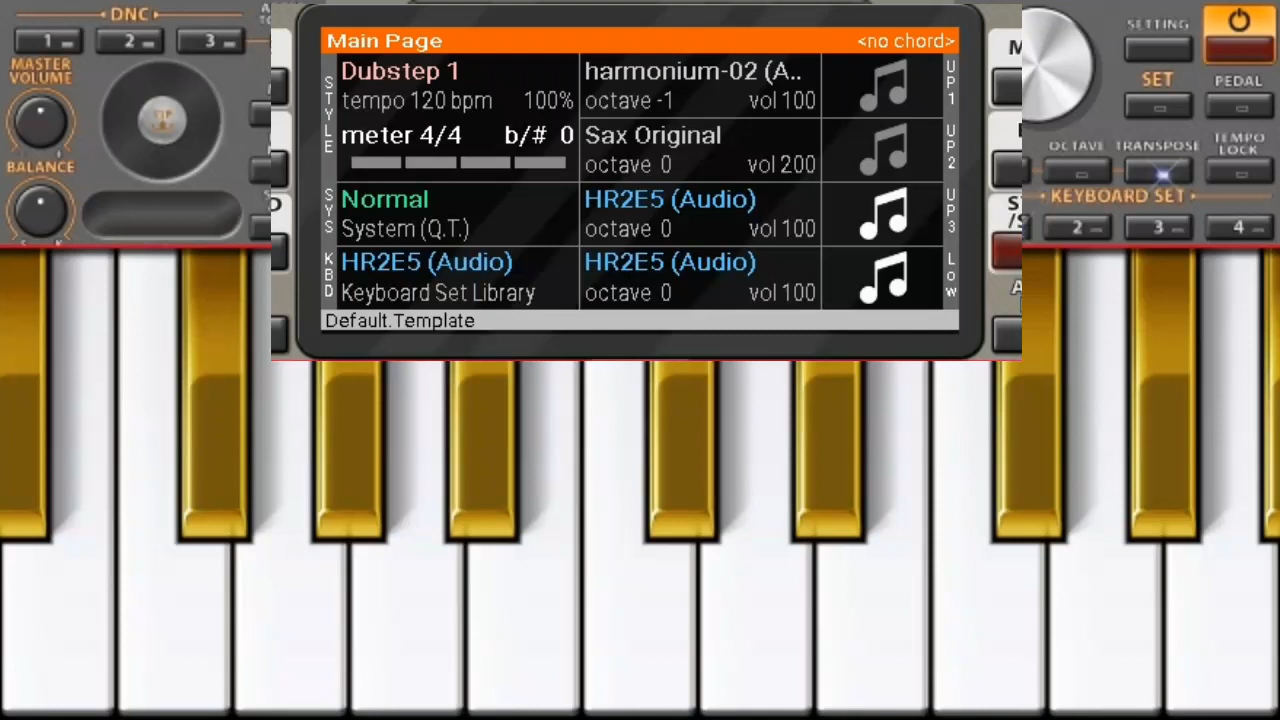 DNC
1
2
3
MASTER
VOLUME
BALANCE
Main Page
<no chord>
STYLE
Dubstep 1
tempo 120 bpm 100%
meter 4/4 b/# 0
harmonium-02 (A..
octave -1 vol 100
UP1
Sax Original
octave 0 vol 200
UP2
SYS
Normal
System (Q.T.)
HR2E5 (Audio)
octave 0 vol 100
UP3
KBD
HR2E5 (Audio)
Keyboard Set Library
HR2E5 (Audio)
octave 0 vol 100
Low
Default.Template
SETTING
SET
PEDAL
OCTAVE
TRANSPOSE
TEMPO
LOCK
KEYBOARD SET
2
3
4